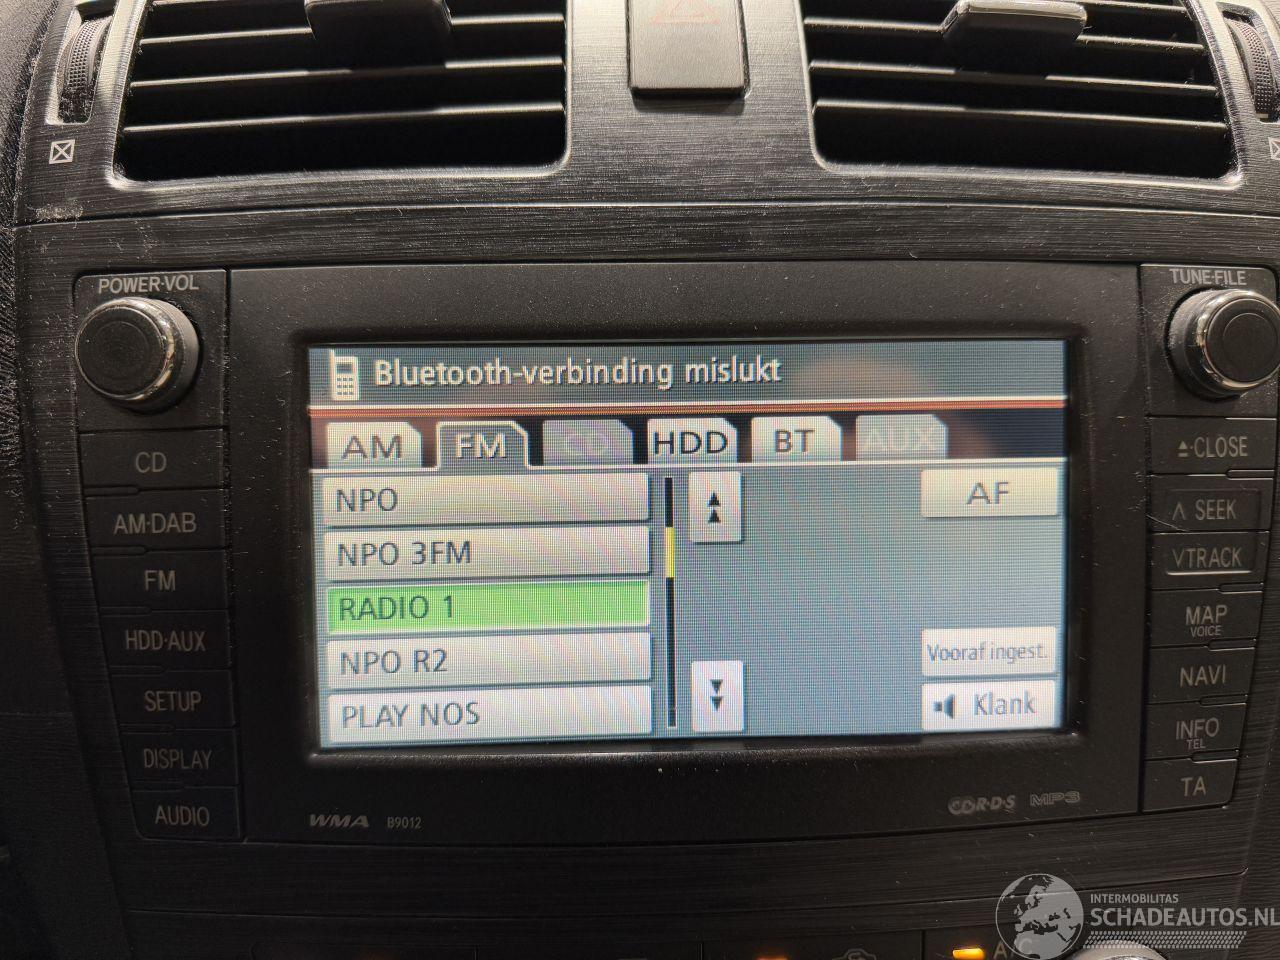 POWER·VOL
TUNE·FILE
Bluetooth-verbinding mislukt
AM FM CD HDD BT AUX
NPO
NPO 3FM
RADIO 1
NPO R2
PLAY NOS
AF
Vooraf ingest.
Klank
CD
AM·DAB
FM
HDD·AUX
SETUP
DISPLAY
AUDIO
CLOSE
∧ SEEK
∨ TRACK
MAP
VOICE
NAVI
INFO
TEL
TA
WMA B9012
R·D·S MP3
A/C
INTERMOBILITAS
SCHADEAUTOS.NL